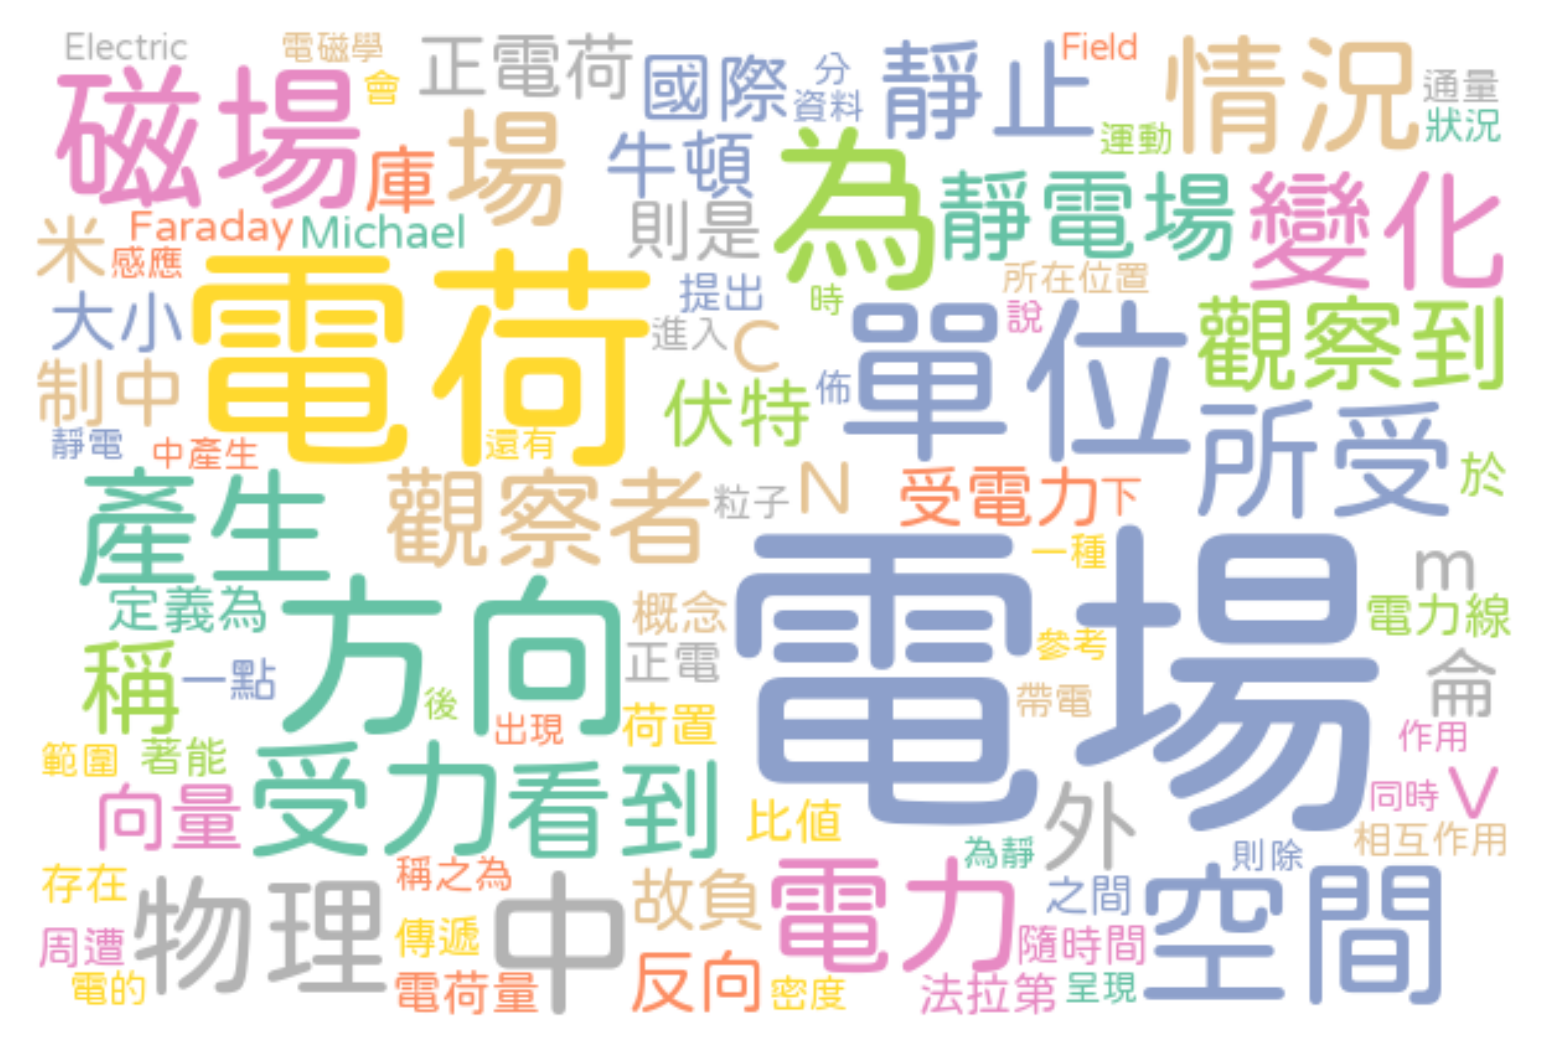 Electric 電磁學 正電荷 國際 分 靜止 Field 情況 通量
磁場 會 資料 運動 狀況
庫 場 牛頓 為 靜電場 變化
米 Faraday Michael 則是
感應 提出 時 所在位置
大小 電荷 進入 C 單位 說 觀察到
制中 伏特 佈 所受
靜電 中產生 還有
產生 觀察者 粒子 N 受電力 下 於
電場 一種 m
定義為 方向 概念 參考 電力線
稱 一點 正電 帶電 侖
後 出現 荷置 作用
範圍 著能 受力 看到
向量 比值 外 同時 V
為靜 則除 相互作用
存在 物理 稱之為 中 故負 電力 之間 空間
周遭 傳遞 隨時間
電的 電荷量 反向 密度 法拉第 呈現